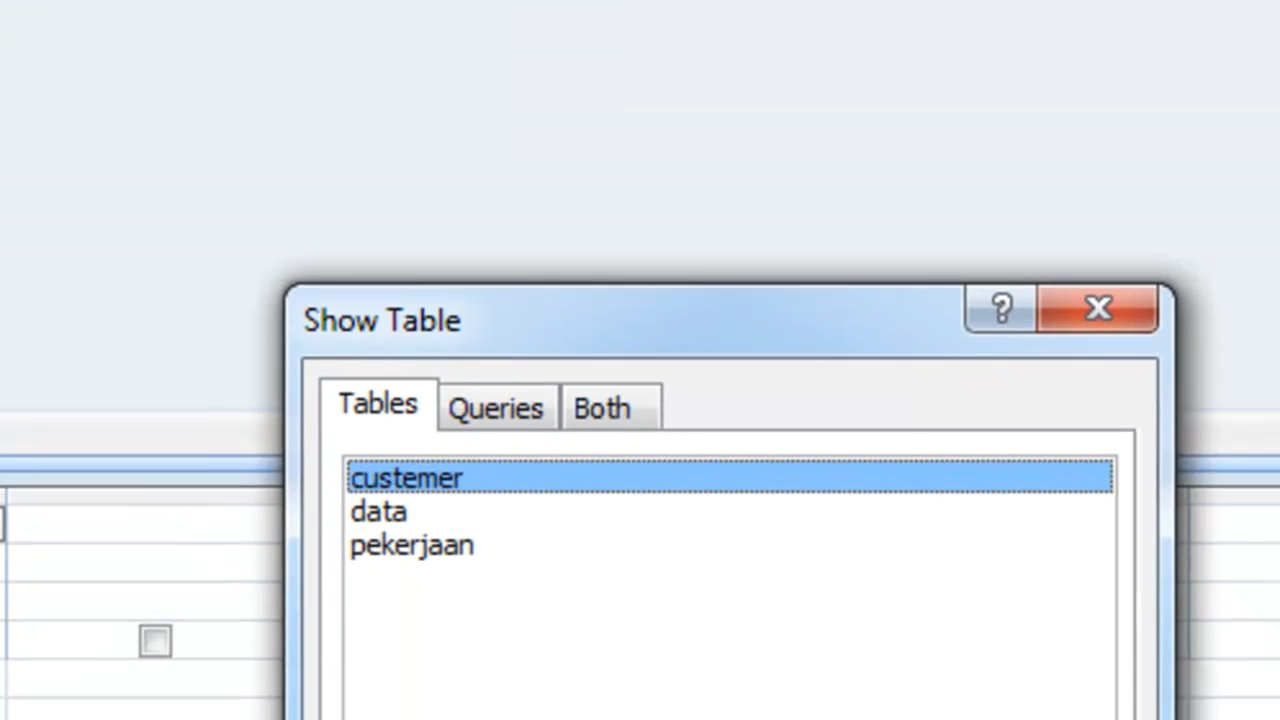 Show Table
Tables Queries Both
custemer
data
pekerjaan